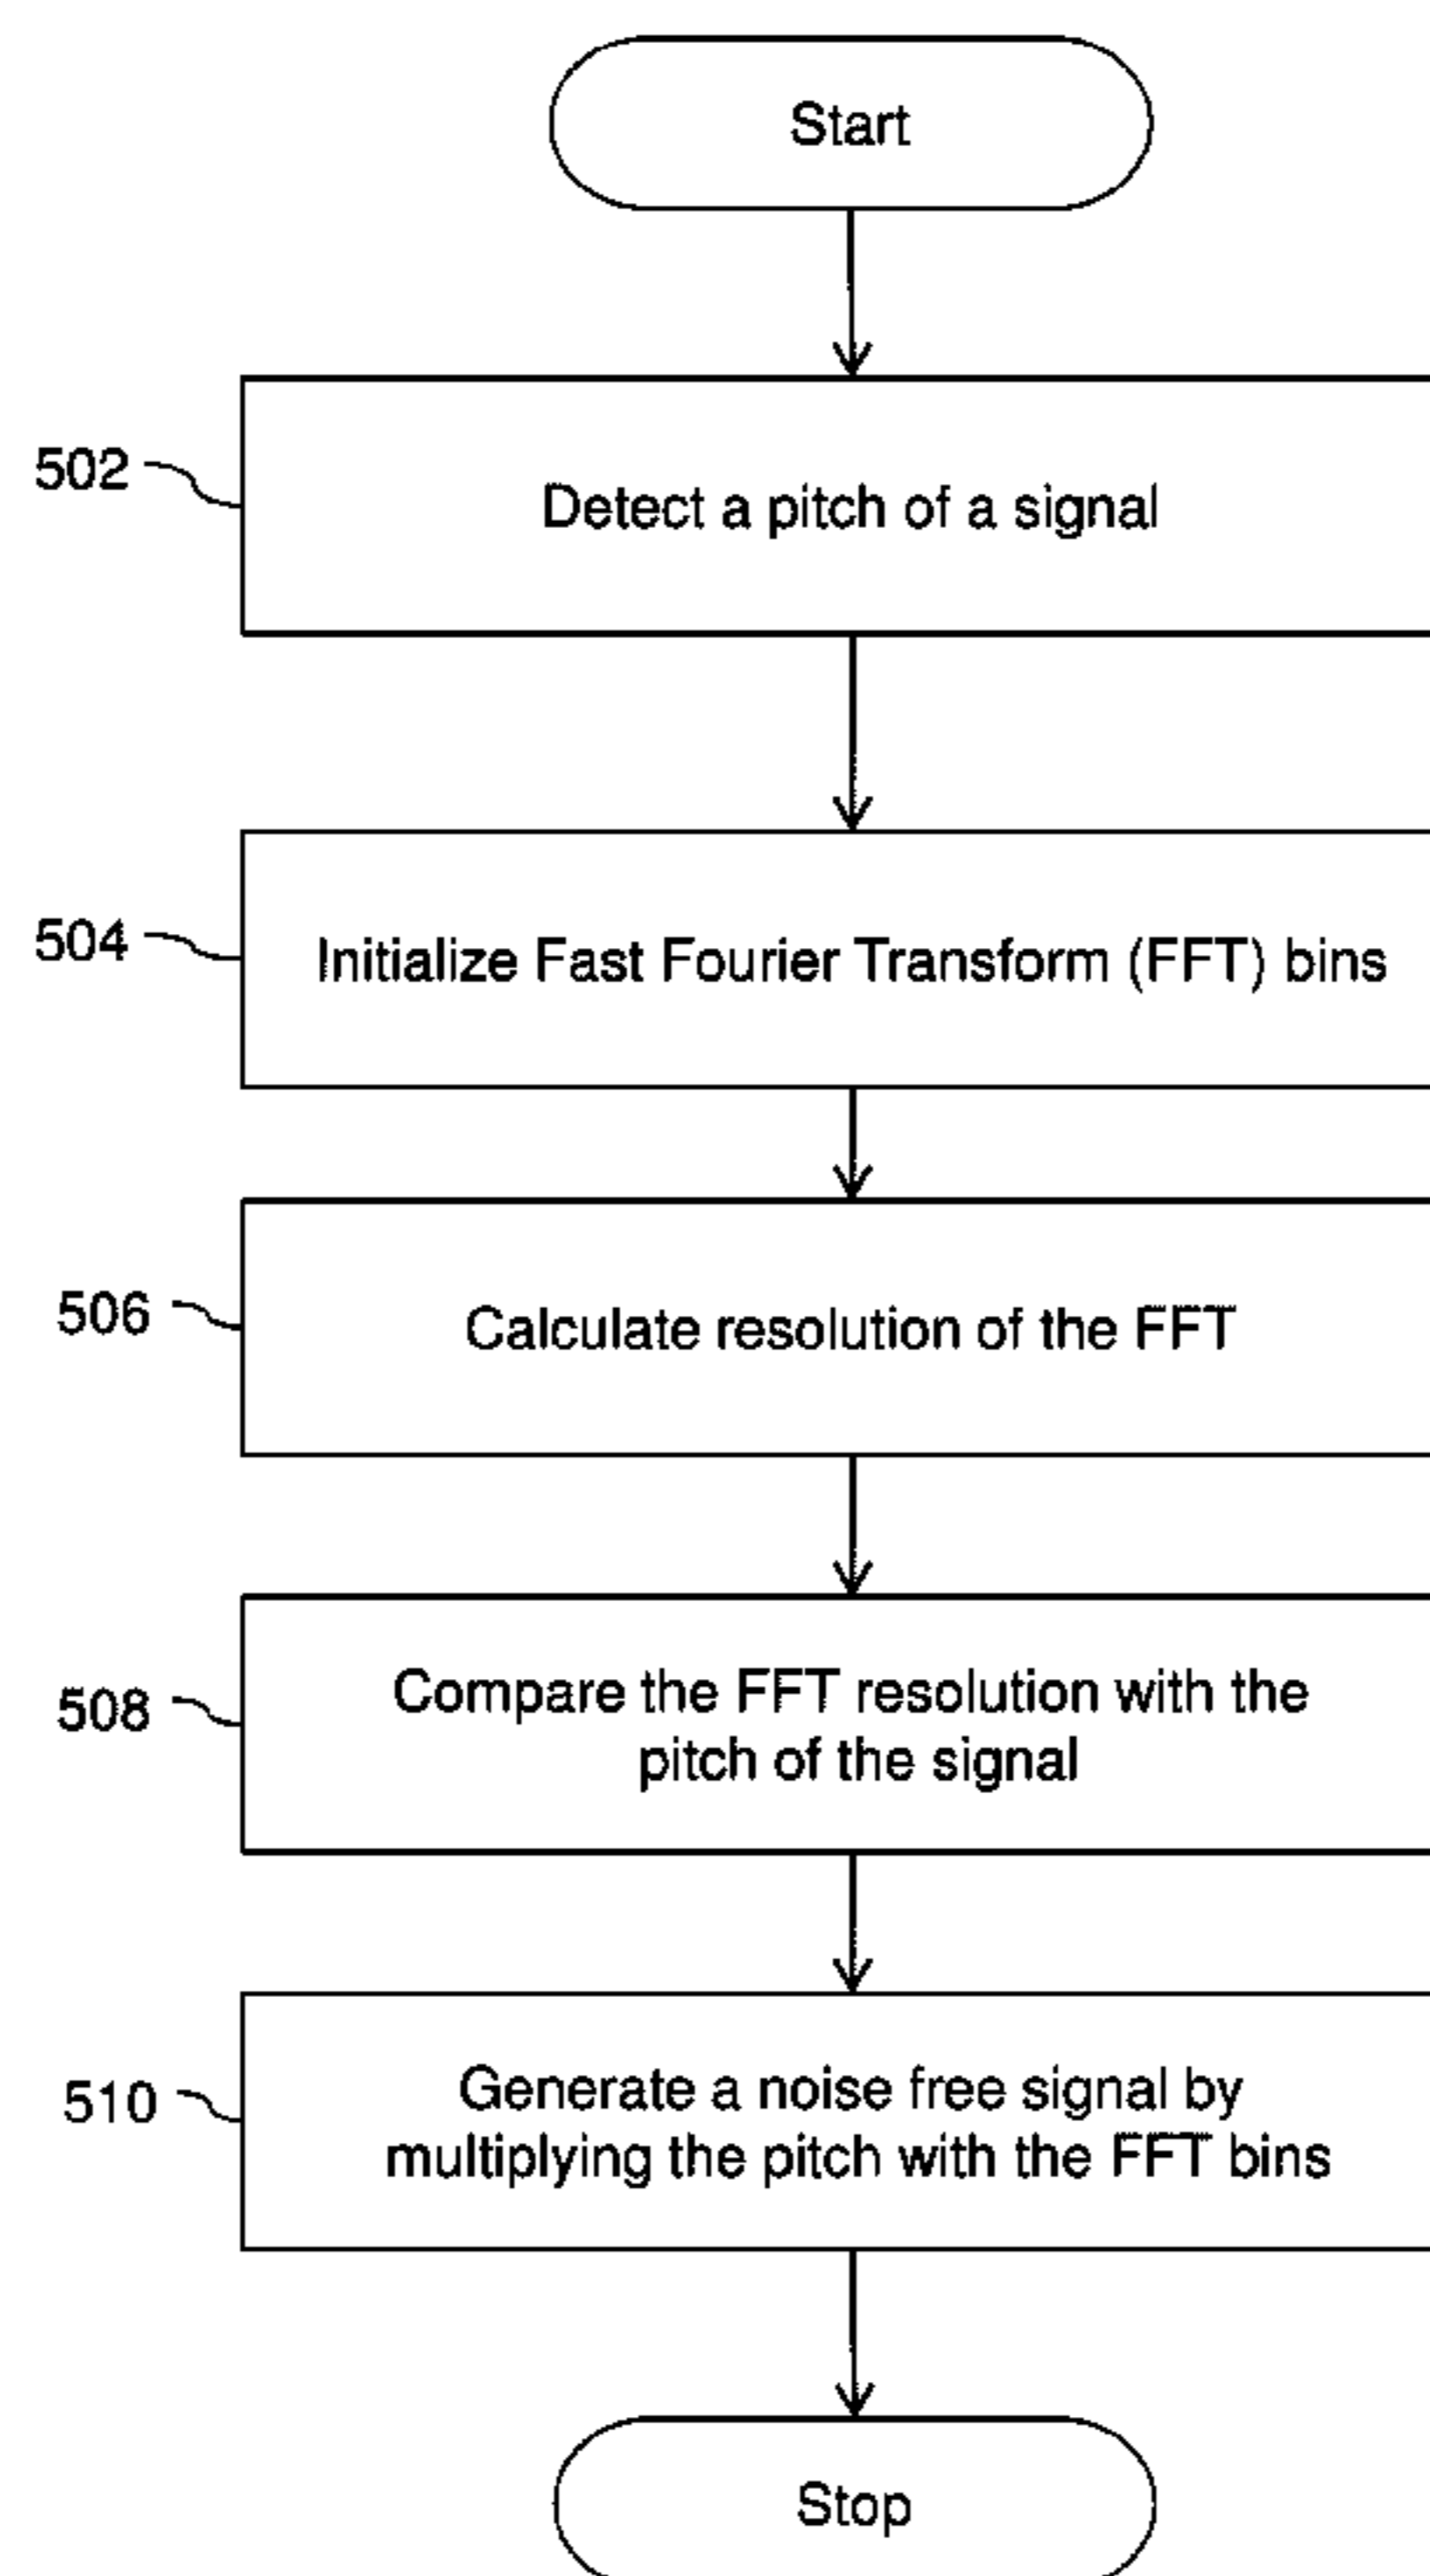 Start
502
Detect a pitch of a signal
504
Initialize Fast Fourier Transform (FFT) bins
506
Calculate resolution of the FFT
508
Compare the FFT resolution with the
pitch of the signal
510
Generate a noise free signal by
multiplying the pitch with the FFT bins
Stop